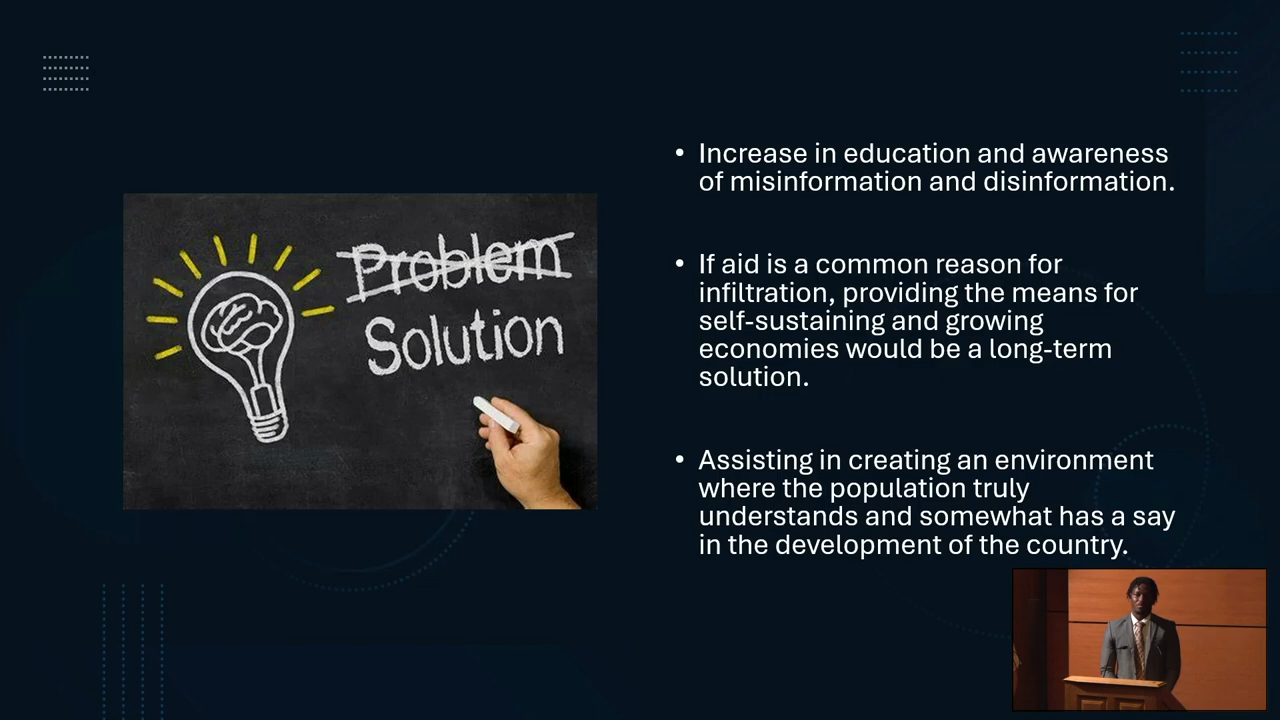 Problem
Solution
• Increase in education and awareness
of misinformation and disinformation.
• If aid is a common reason for
infiltration, providing the means for
self-sustaining and growing
economies would be a long-term
solution.
• Assisting in creating an environment
where the population truly
understands and somewhat has a say
in the development of the country.